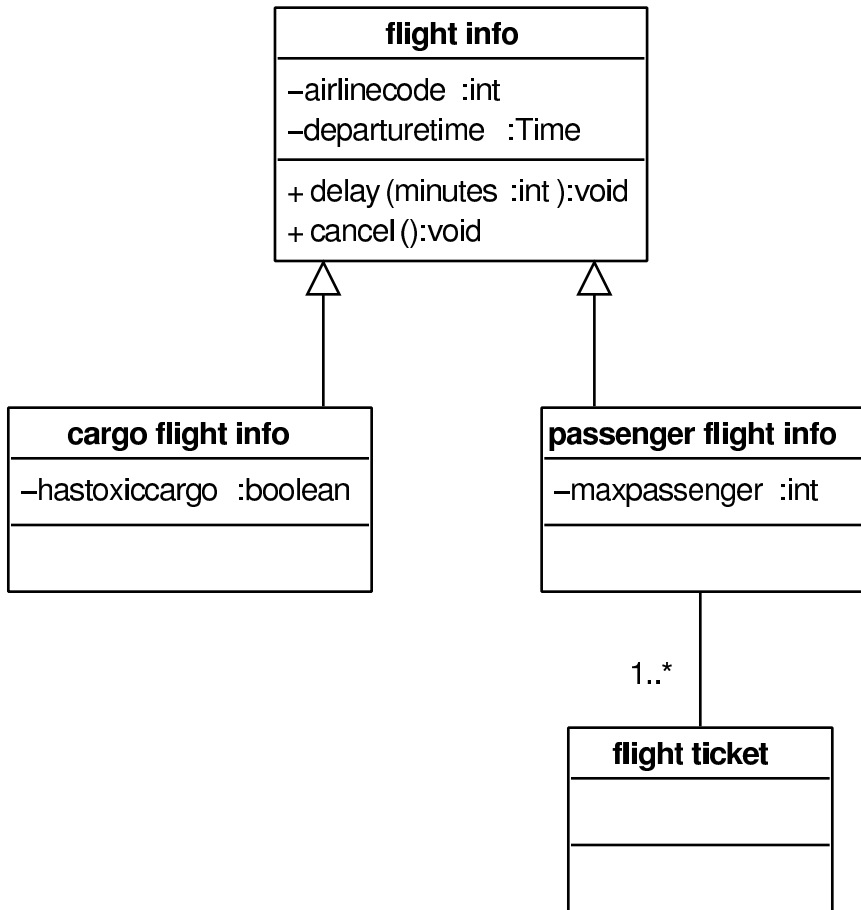 flight info
–airlinecode :int
–departuretime :Time
+ delay(minutes :int):void
+ cancel():void
cargo flight info
–hastoxiccargo :boolean
passenger flight info
–maxpassenger :int
1..*
flight ticket